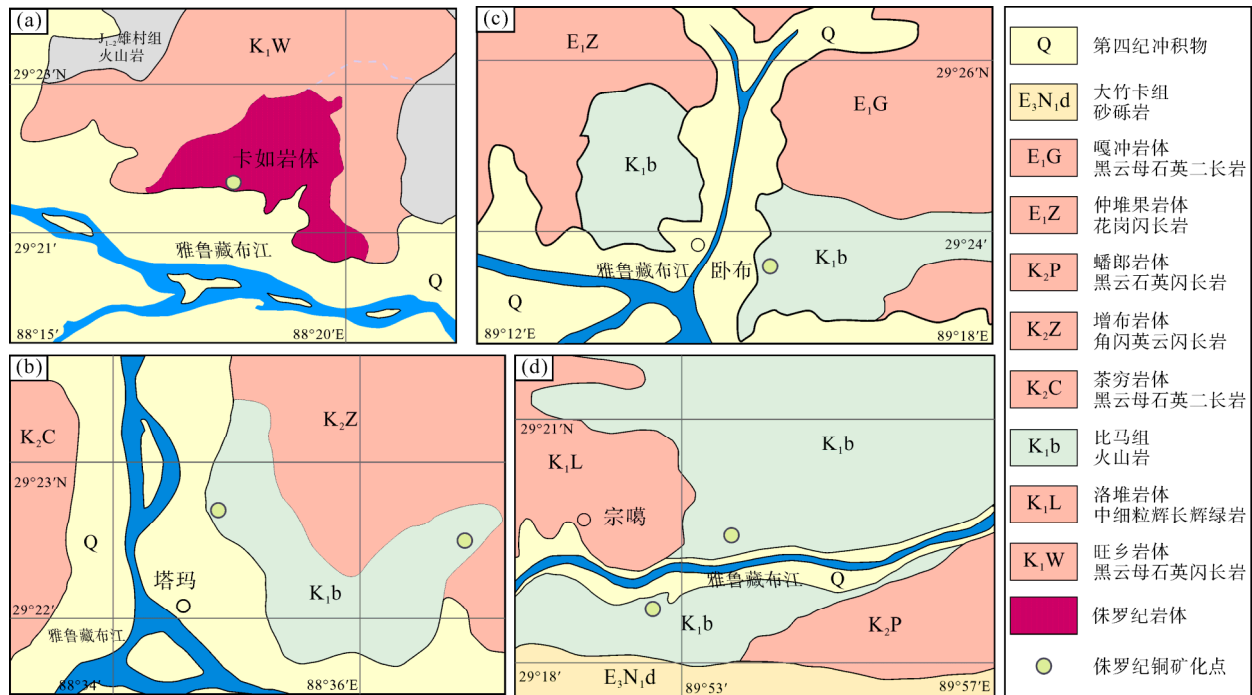 (a)
J₁₋₂雄村组
火山岩
K₁W
29°23′N
卡如岩体
29°21′
雅鲁藏布江
Q
88°15′
88°20′E
(c)
E₁Z
Q
29°26′N
E₁G
K₁b
29°24′
雅鲁藏布江
卧布
K₁b
Q
89°12′E
89°18′E
(b)
K₂C
K₂Z
29°23′N
Q
塔玛
K₁b
29°22′
雅鲁藏布江
88°34′
88°36′E
(d)
29°21′N
K₁b
K₁L
宗噶
雅鲁藏布江
Q
K₁b
K₂P
29°18′
E₃N₁d
89°53′
89°57′E
Q
第四纪冲积物
E₃N₁d
大竹卡组
砂砾岩
E₁G
嘎冲岩体
黑云母石英二长岩
E₁Z
仲堆果岩体
花岗闪长岩
K₂P
蟠郎岩体
黑云石英闪长岩
K₂Z
增布岩体
角闪英云闪长岩
K₂C
茶穷岩体
黑云母石英二长岩
K₁b
比马组
火山岩
K₁L
洛堆岩体
中细粒辉长辉绿岩
K₁W
旺乡岩体
黑云母石英闪长岩
侏罗纪岩体
侏罗纪铜矿化点